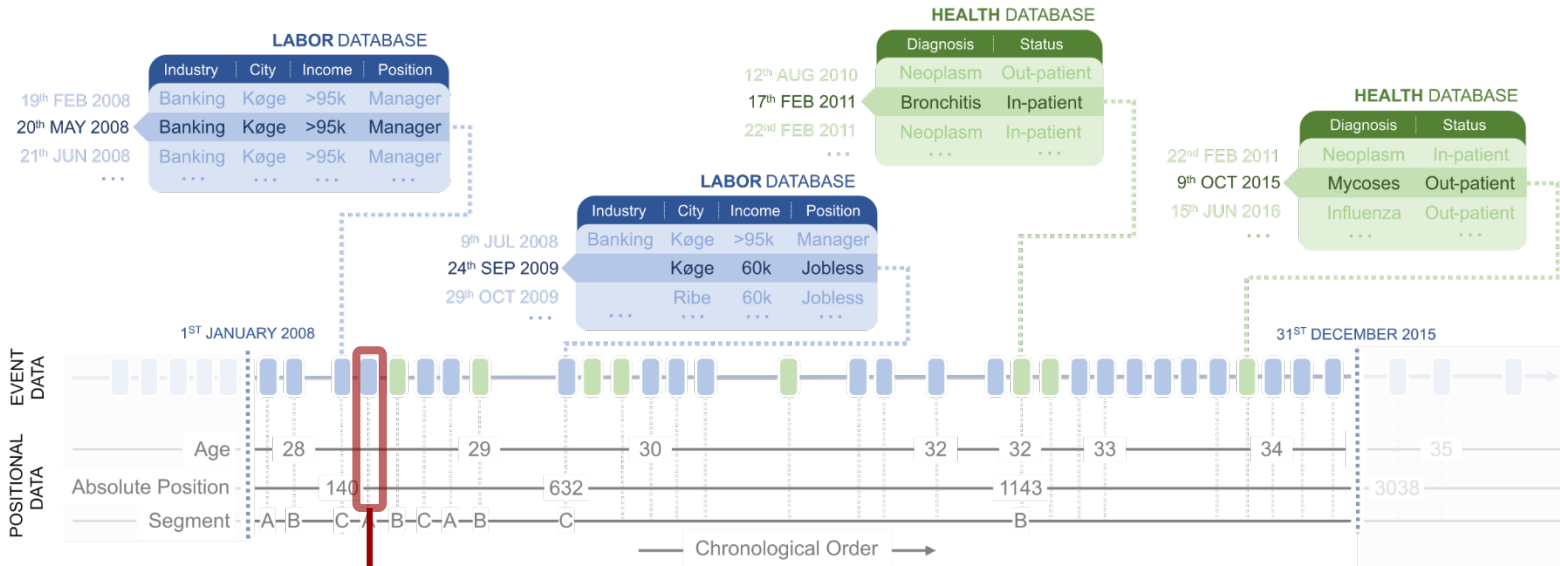 LABOR DATABASE
Industry City Income Position
19th FEB 2008 Banking Køge >95k Manager
20th MAY 2008 Banking Køge >95k Manager
21th JUN 2008 Banking Køge >95k Manager
... ... ... ... ...
LABOR DATABASE
Industry City Income Position
9th JUL 2008 Banking Køge >95k Manager
24th SEP 2009 Køge 60k Jobless
29th OCT 2009 Ribe 60k Jobless
... ... ... ... ...
HEALTH DATABASE
Diagnosis Status
12th AUG 2010 Neoplasm Out-patient
17th FEB 2011 Bronchitis In-patient
22nd FEB 2011 Neoplasm In-patient
... ... ...
HEALTH DATABASE
Diagnosis Status
22nd FEB 2011 Neoplasm In-patient
9th OCT 2015 Mycoses Out-patient
15th JUN 2016 Influenza Out-patient
... ... ...
1ST JANUARY 2008
31ST DECEMBER 2015
EVENT
DATA
POSITIONAL
DATA
Age 28 29 30 32 32 33 34 35
Absolute Position 140 632 1143 3038
Segment A B C A B C A B C B
Chronological Order